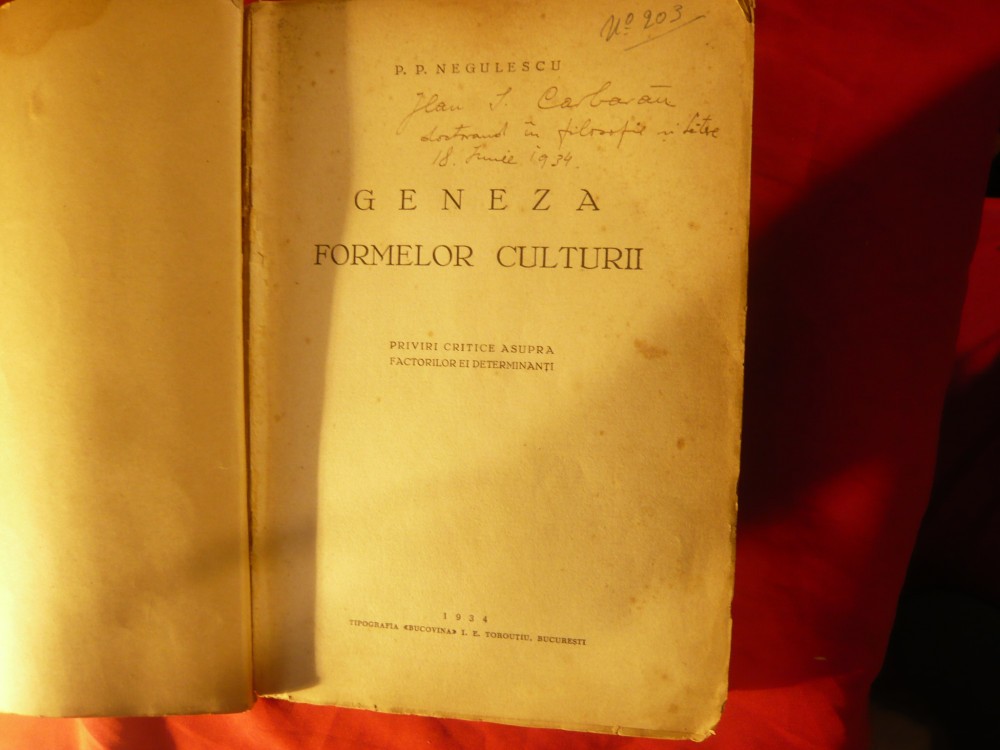 Nº 203
P. P. NEGULESCU
Jean S. Carbarău
doctorand în filosofie și litere
18. Iunie 1934.
GENEZA
FORMELOR CULTURII
PRIVIRI CRITICE ASUPRA
FACTORILOR EI DETERMINANȚI
1934
TIPOGRAFIA «BUCOVINA» I. E. TOROUȚIU, BUCUREȘTI